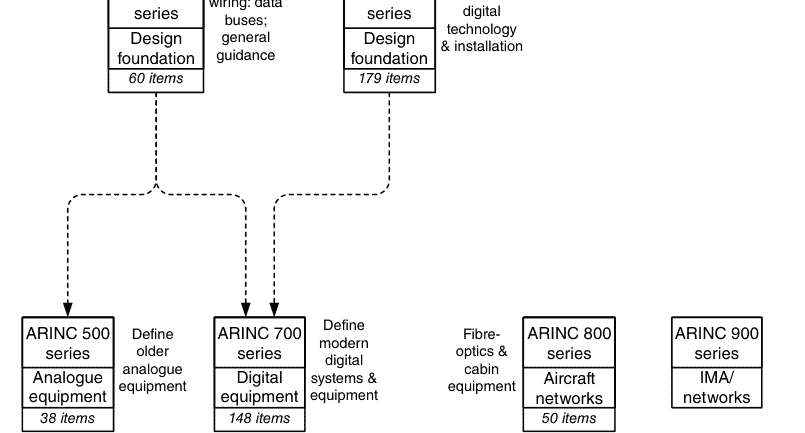 series
Design
foundation
60 items
wiring: data
buses;
general
guidance
series
Design
foundation
179 items
digital
technology
& installation
ARINC 500
series
Analogue
equipment
38 items
Define
older
analogue
equipment
ARINC 700
series
Digital
equipment
148 items
Define
modern
digital
systems &
equipment
Fibre-
optics &
cabin
equipment
ARINC 800
series
Aircraft
networks
50 items
ARINC 900
series
IMA/
networks